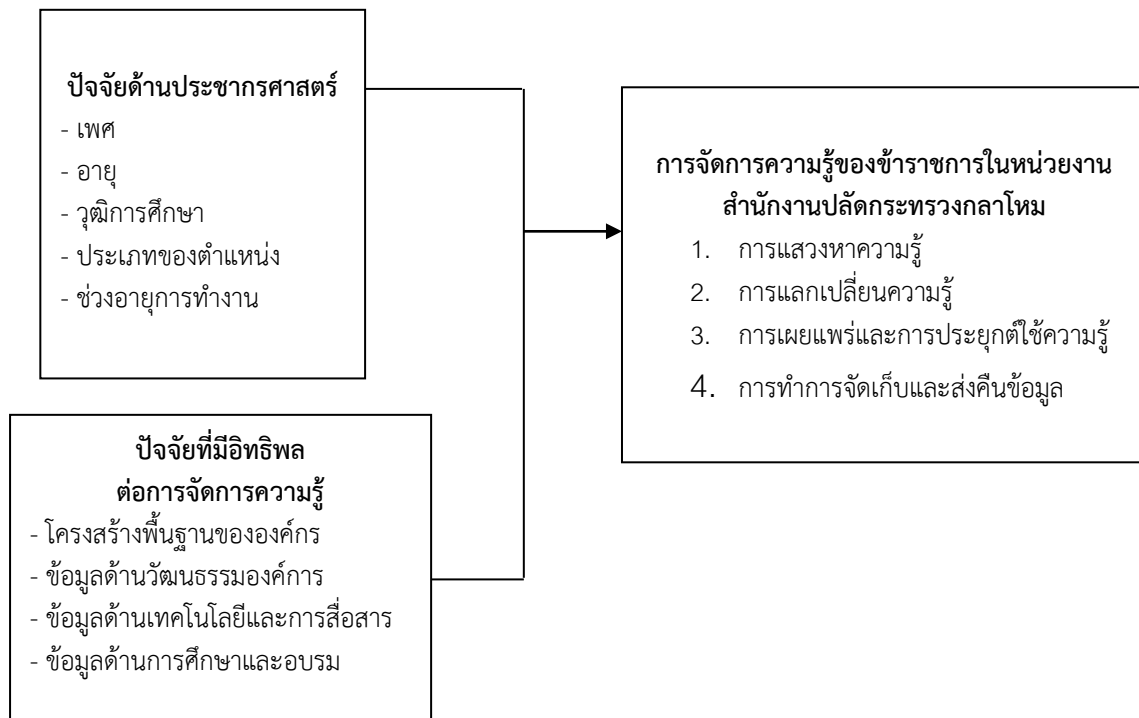 ปัจจัยด้านประชากรศาสตร์
- เพศ
- อายุ
- วุฒิการศึกษา
- ประเภทของตำแหน่ง
- ช่วงอายุการทำงาน
ปัจจัยที่มีอิทธิพล
ต่อการจัดการความรู้
- โครงสร้างพื้นฐานขององค์กร
- ข้อมูลด้านวัฒนธรรมองค์การ
- ข้อมูลด้านเทคโนโลยีและการสื่อสาร
- ข้อมูลด้านการศึกษาและอบรม
การจัดการความรู้ของข้าราชการในหน่วยงาน
สำนักงานปลัดกระทรวงกลาโหม
1. การแสวงหาความรู้
2. การแลกเปลี่ยนความรู้
3. การเผยแพร่และการประยุกต์ใช้ความรู้
4. การทำการจัดเก็บและส่งคืนข้อมูล